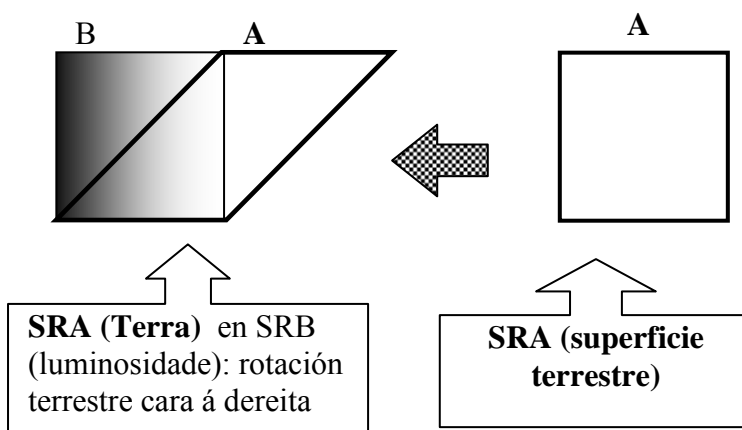 B
A
A
SRA (Terra) en SRB
(luminosidade): rotación
terrestre cara á dereita
SRA (superficie
terrestre)